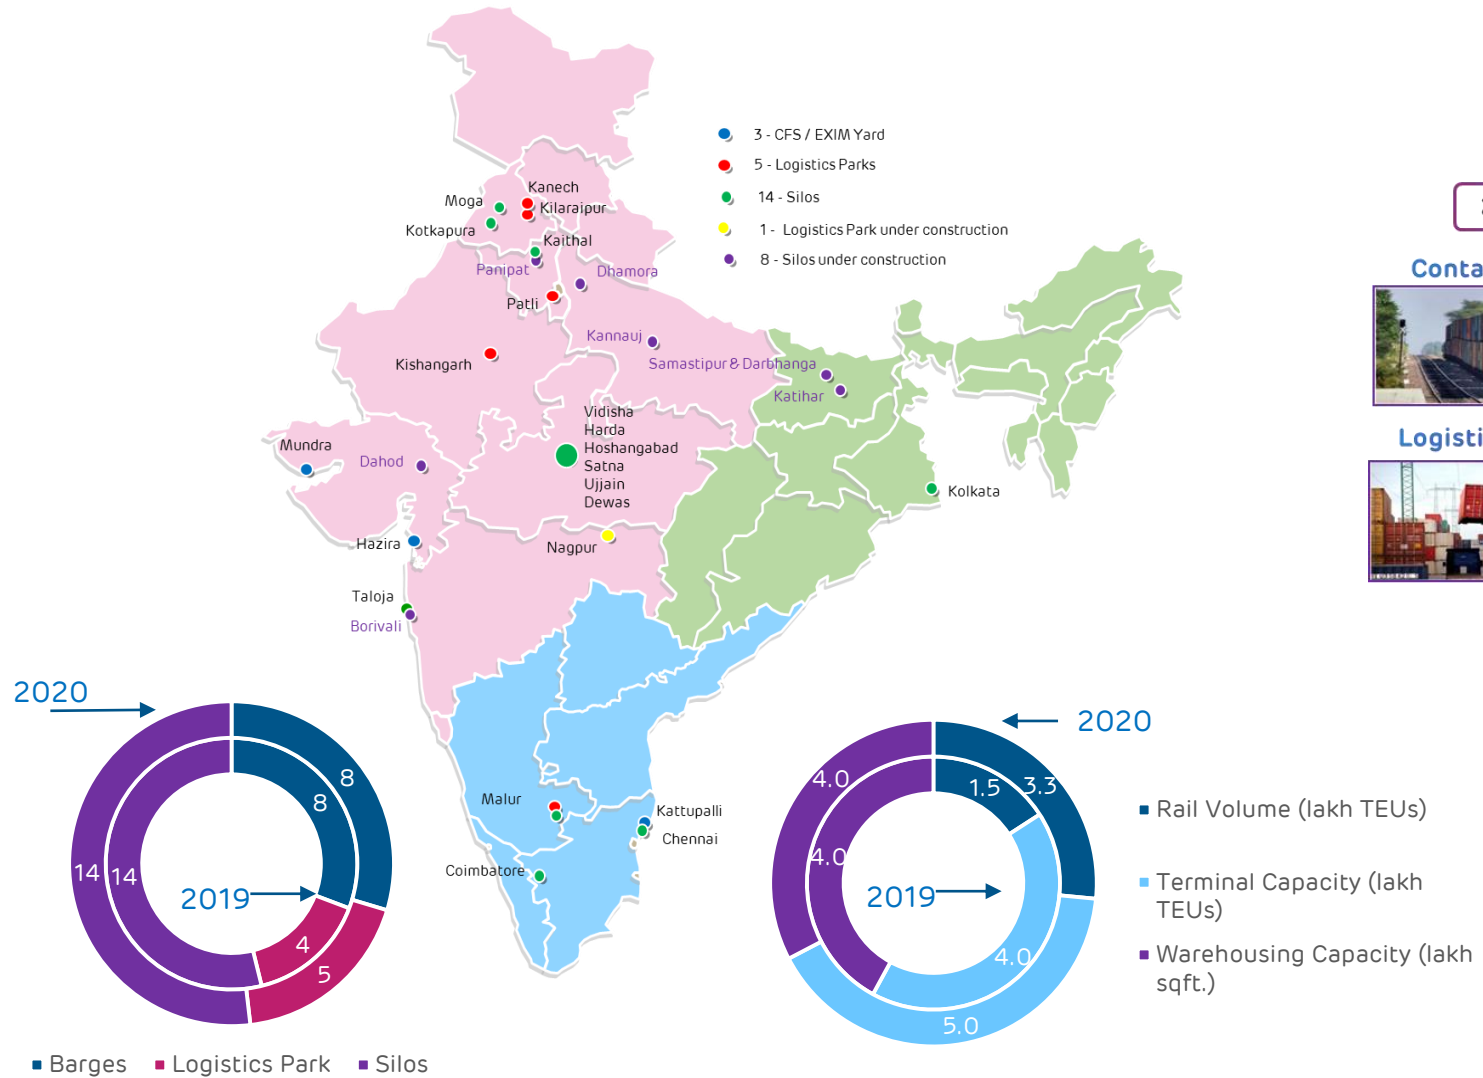 3 - CFS / EXIM Yard
5 - Logistics Parks
14 - Silos
1 - Logistics Park under construction
8 - Silos under construction
Kanech
Moga
Kilaraipur
Kotkapura
Kaithal
Panipat
Dhamora
Patli
Kannauj
Kishangarh
Samastipur & Darbhanga
Katihar
Vidisha
Harda
Hoshangabad
Satna
Ujjain
Dewas
Mundra
Dahod
Kolkata
Hazira
Nagpur
Taloja
Borivali
Malur
Kattupalli
Chennai
Coimbatore
Conta
Logisti
2020
8
8
14
14
2019
4
5
Barges
Logistics Park
Silos
2020
4.0
1.5
3.3
4.0
2019
4.0
5.0
Rail Volume (lakh TEUs)
Terminal Capacity (lakh
TEUs)
Warehousing Capacity (lakh
sqft.)